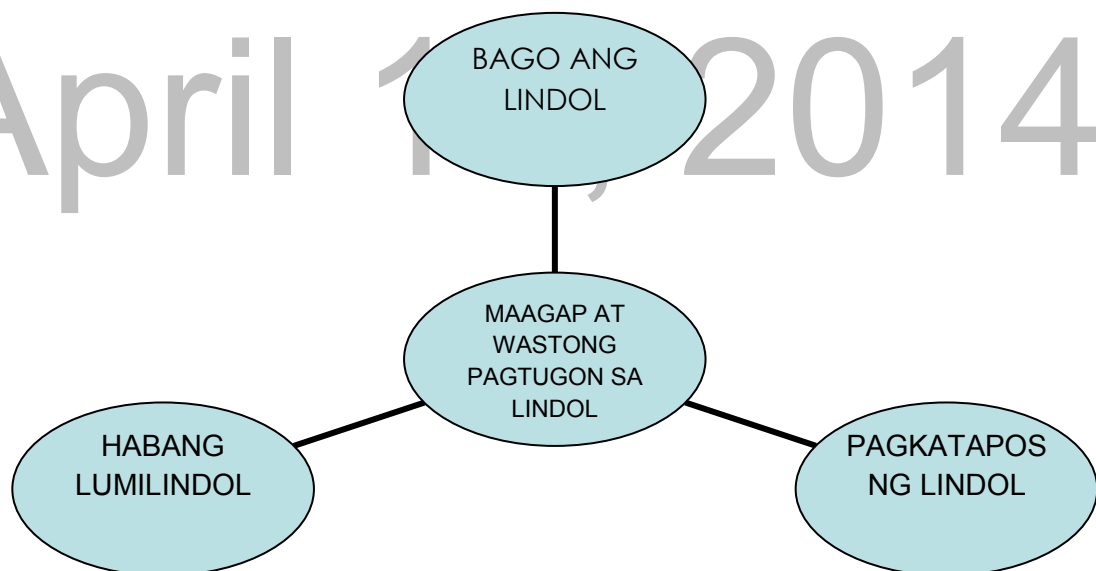 April 1, 2014
BAGO ANG
LINDOL
MAAGAP AT
WASTONG
PAGTUGON SA
LINDOL
HABANG
LUMILINDOL
PAGKATAPOS
NG LINDOL